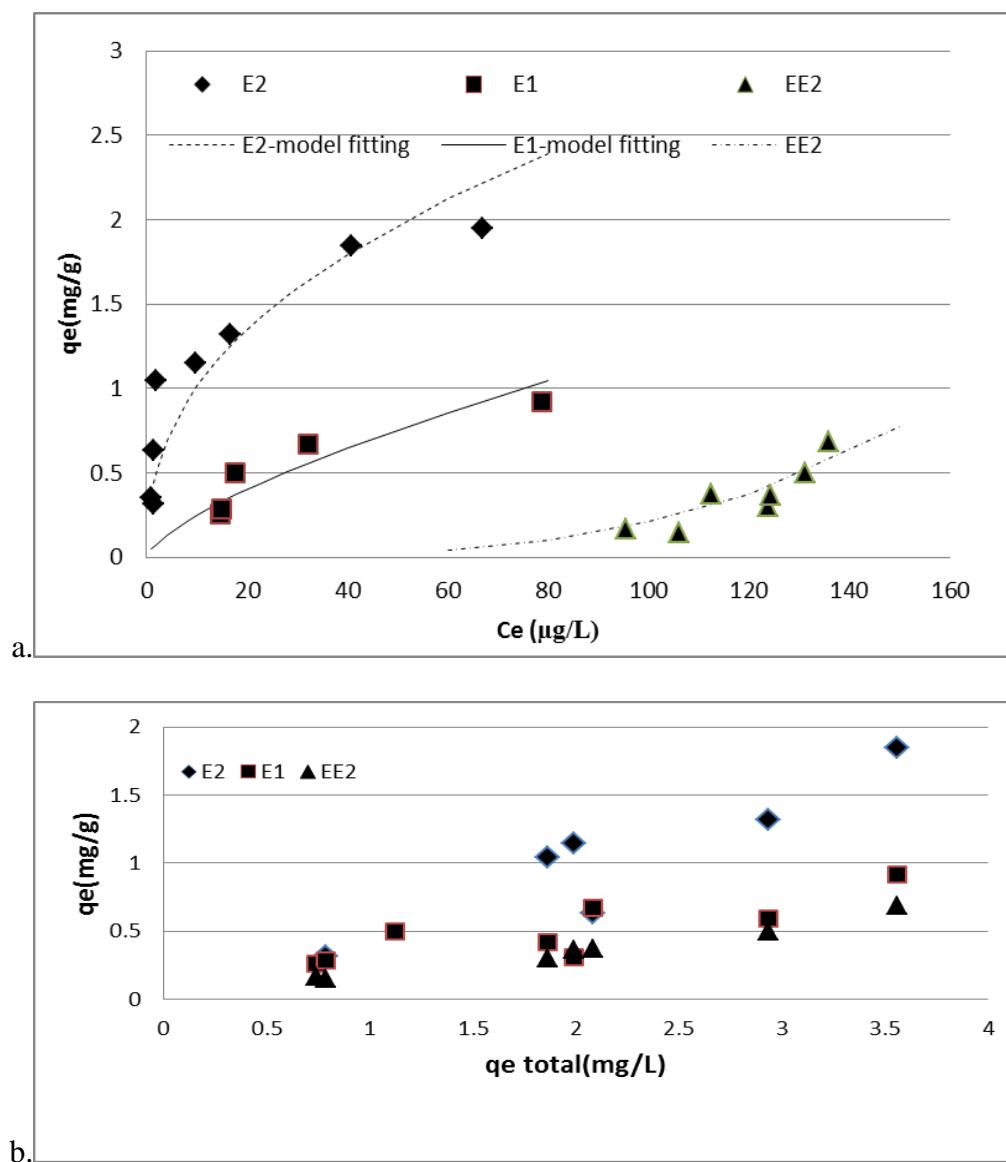 3
2.5
2
1.5
1
0.5
0
E2 E1 EE2
E2-model fitting E1-model fitting EE2
qe(mg/g)
0 20 40 60 80 100 120 140 160
Ce (µg/L)
a.
2
1.5
1
0.5
0
E2 E1 EE2
qe(mg/g)
0 0.5 1 1.5 2 2.5 3 3.5 4
qe total(mg/L)
b.